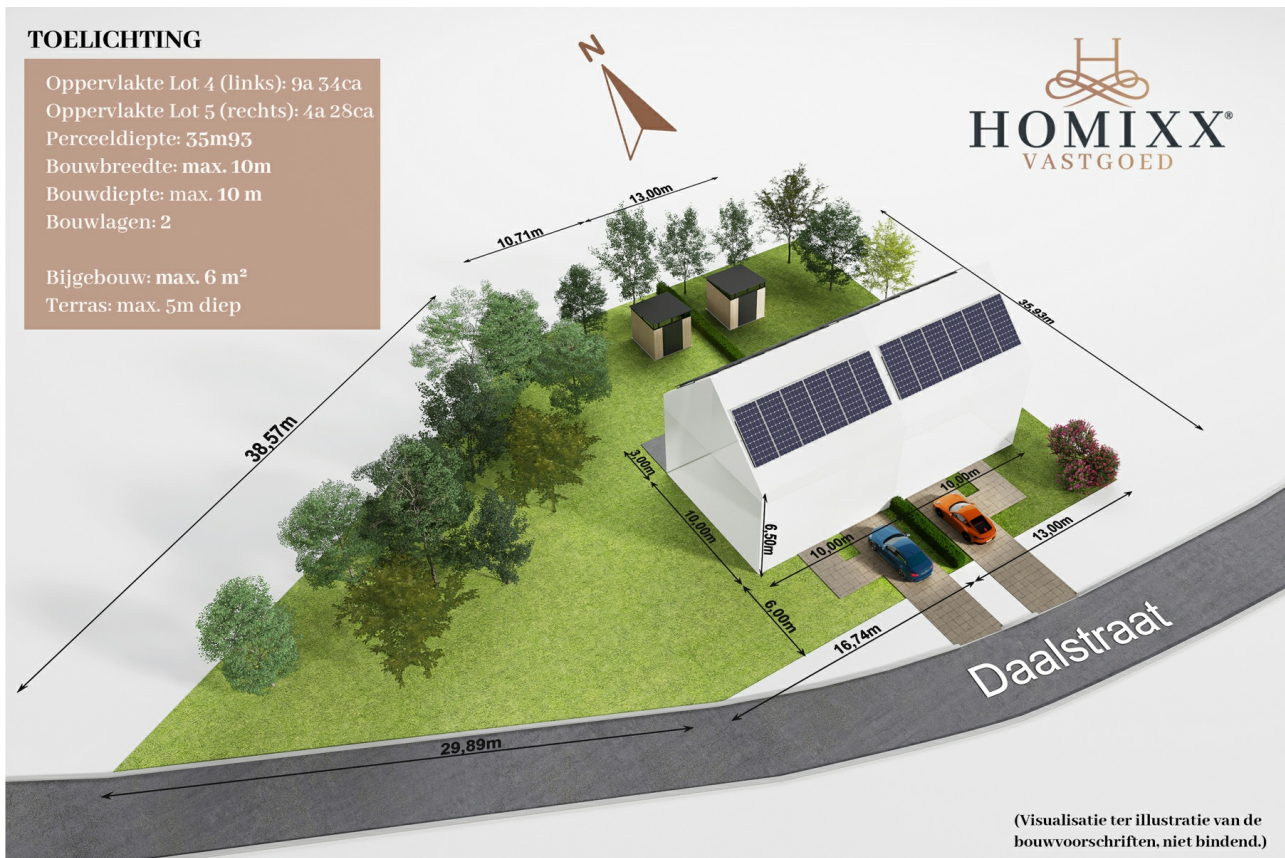 TOELICHTING
Oppervlakte Lot 4 (links): 9a 34ca
Oppervlakte Lot 5 (rechts): 4a 28ca
Perceeldiepte: 35m93
Bouwbreedte: max. 10m
Bouwdiepte: max. 10 m
Bouwlagen: 2
Bijgebouw: max. 6 m²
Terras: max. 5m diep
N
H
HOMIXX®
VASTGOED
13,00m
10,71m
35,93m
38,57m
3,00m
10,00m
6,50m
10,00m
10,00m
13,00m
6,00m
16,74m
Daalstraat
29,89m
(Visualisatie ter illustratie van de
bouwvoorschriften, niet bindend.)